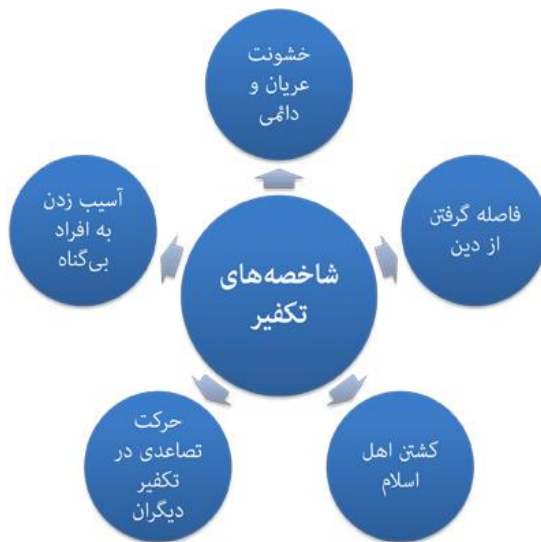 خشونت
عریان و
دائمی
فاصله گرفتن
از دین
کشتن اهل
اسلام
حرکت
تصاعدی در
تکفیر
دیگران
آسیب زدن
به افراد
بی‌گناه
شاخصه‌های
تکفیر